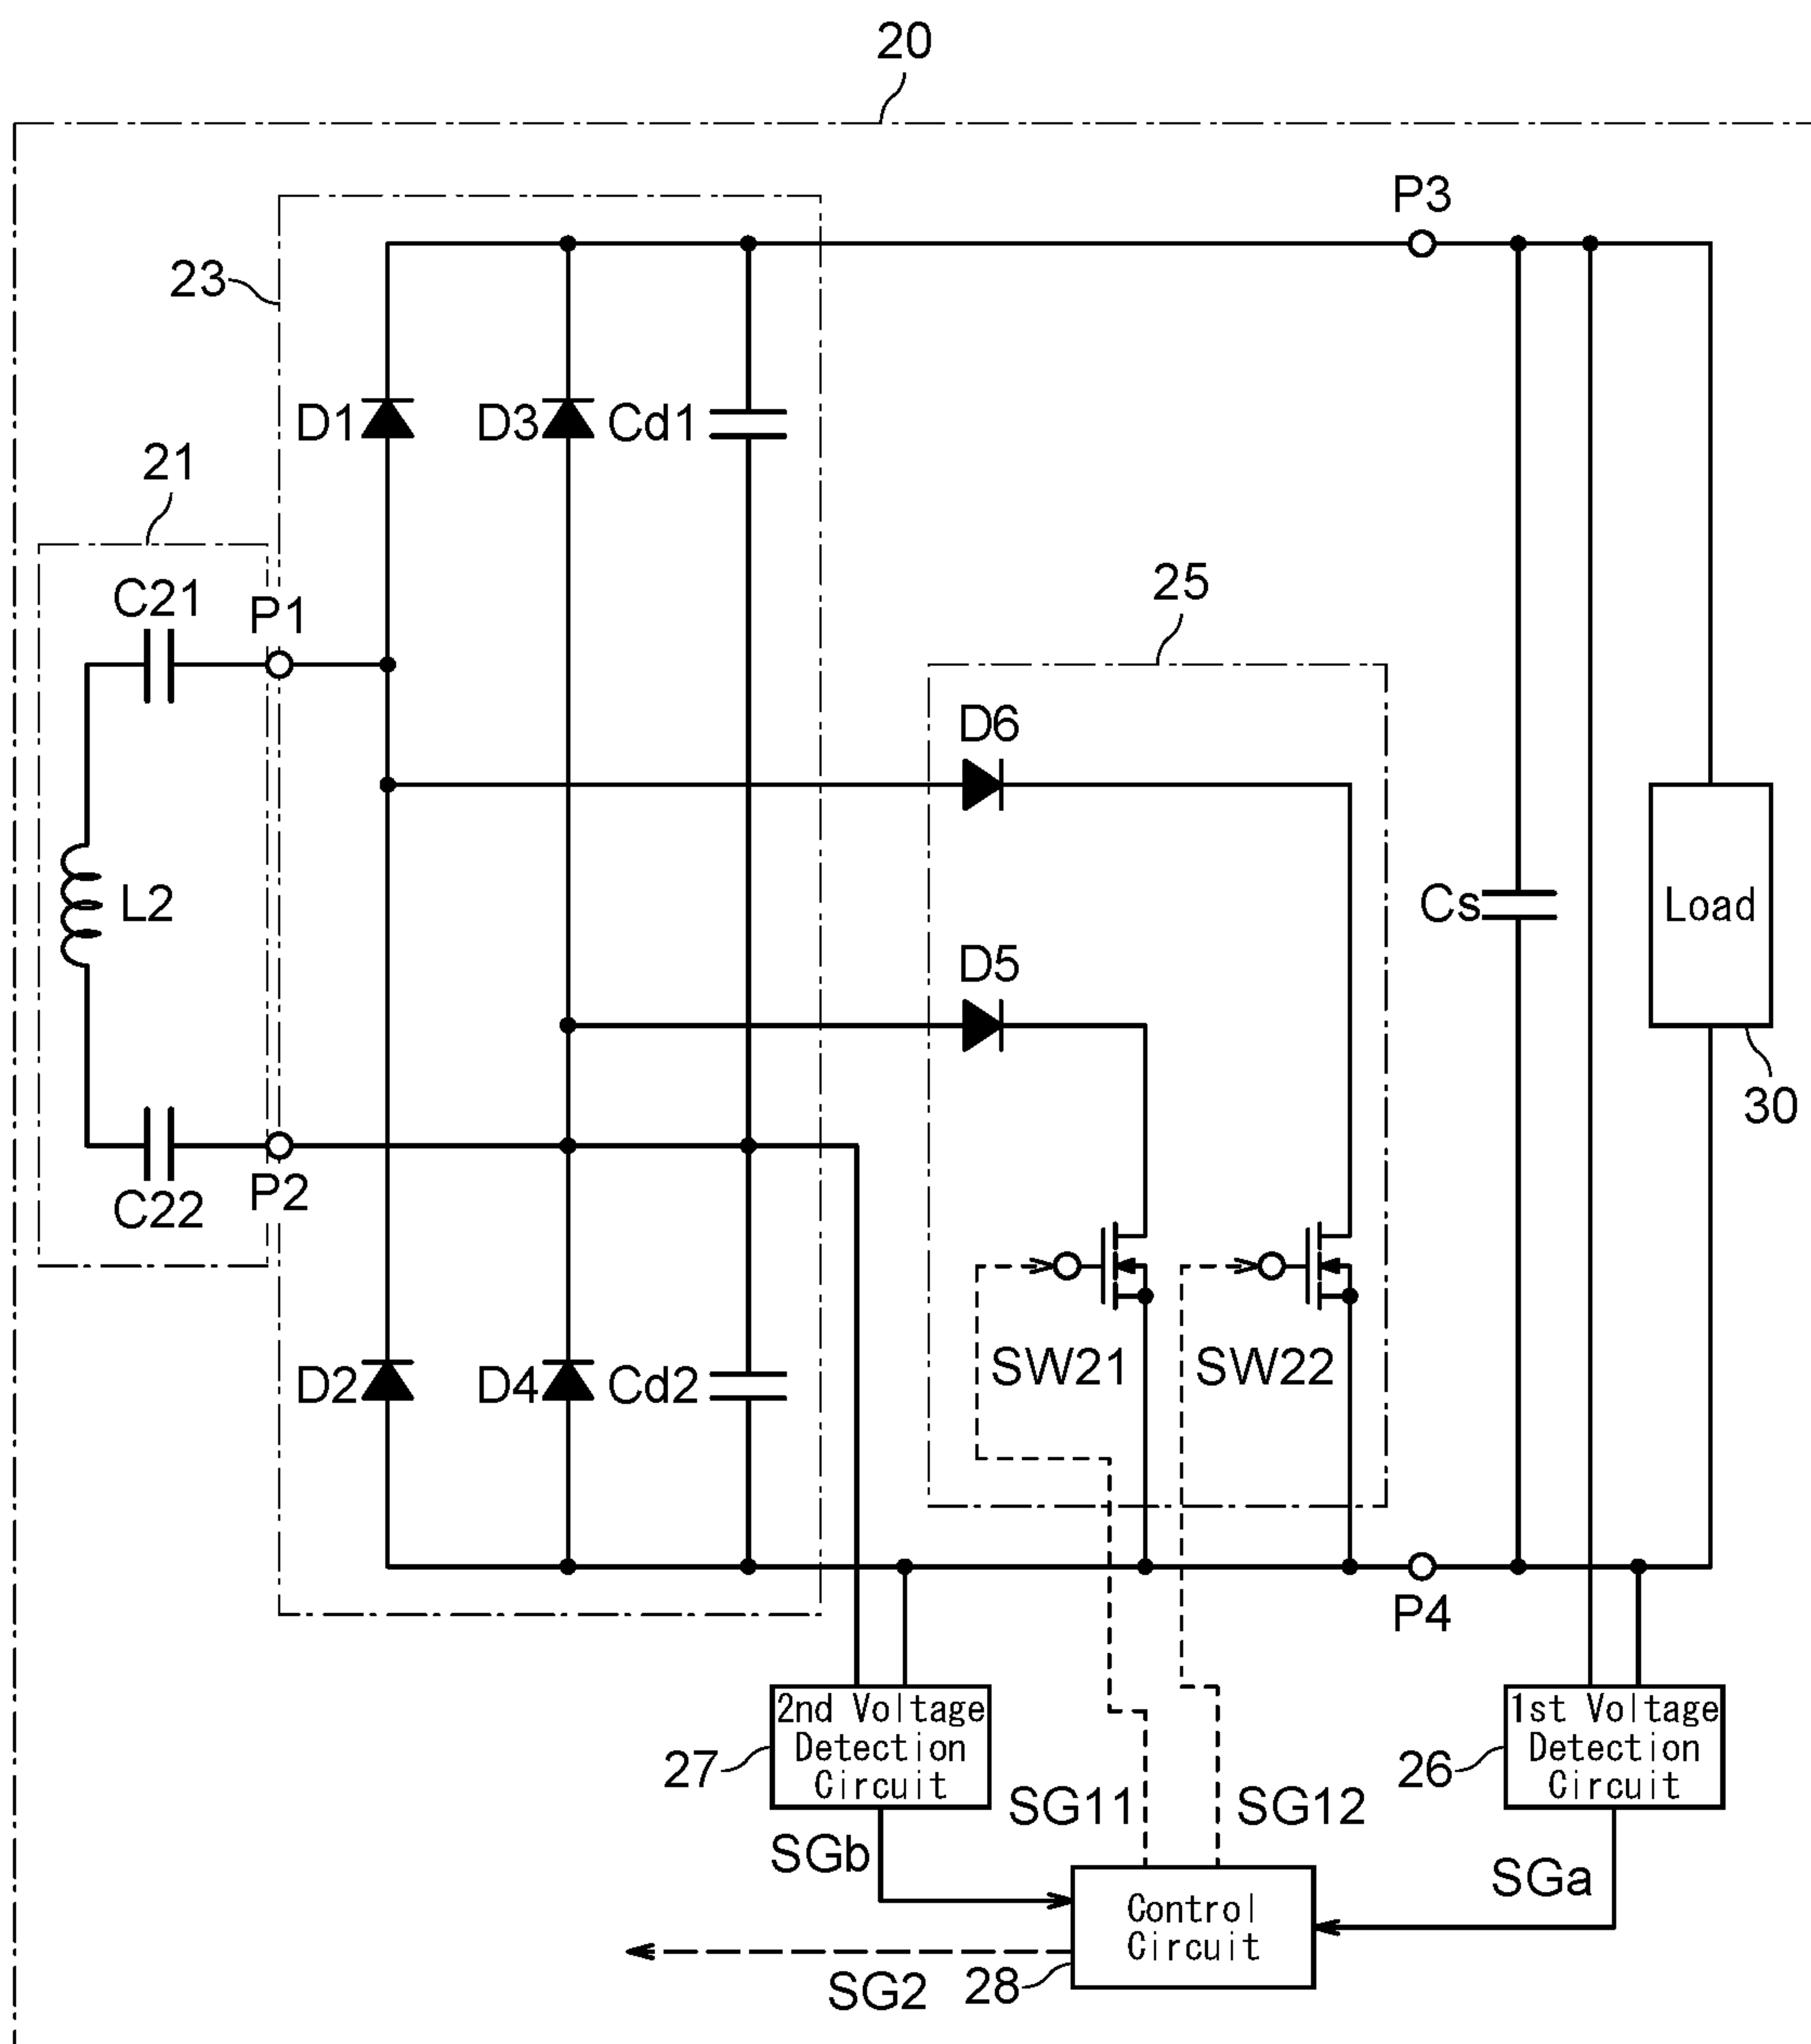 20
P3
23
D1
D3
Cd1
21
C21
P1
25
D6
L2
Cs
Load
D5
30
C22
P2
D2
D4
Cd2
SW21
SW22
P4
2nd Voltage
Detection
Circuit
27
1st Voltage
Detection
Circuit
26
SG11
SG12
SGb
SGa
Control
Circuit
SG2
28